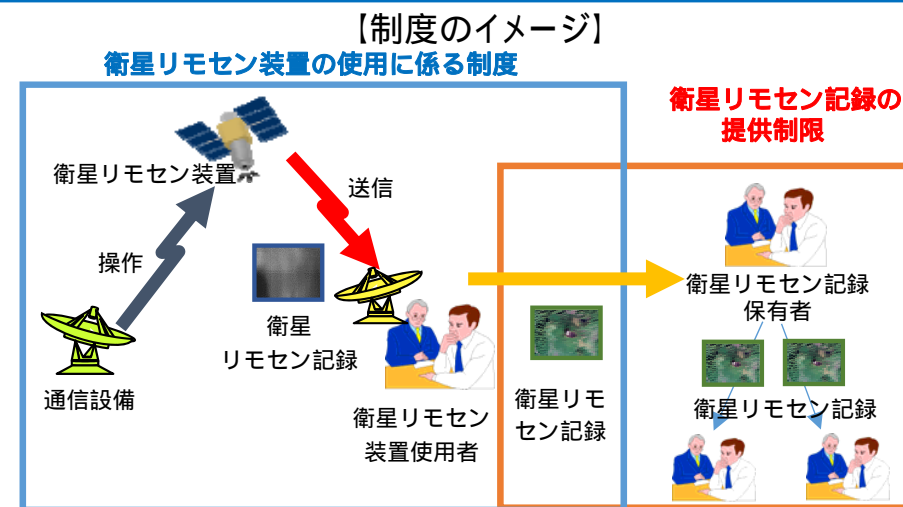 【制度のイメージ】
衛星リモセン装置の使用に係る制度
衛星リモセン記録の
提供制限
衛星リモセン装置
送信
操作
衛星
リモセン記録
通信設備
衛星リモセン
装置使用者
衛星リモ
セン記録
衛星リモセン記録
保有者
衛星リモセン記録